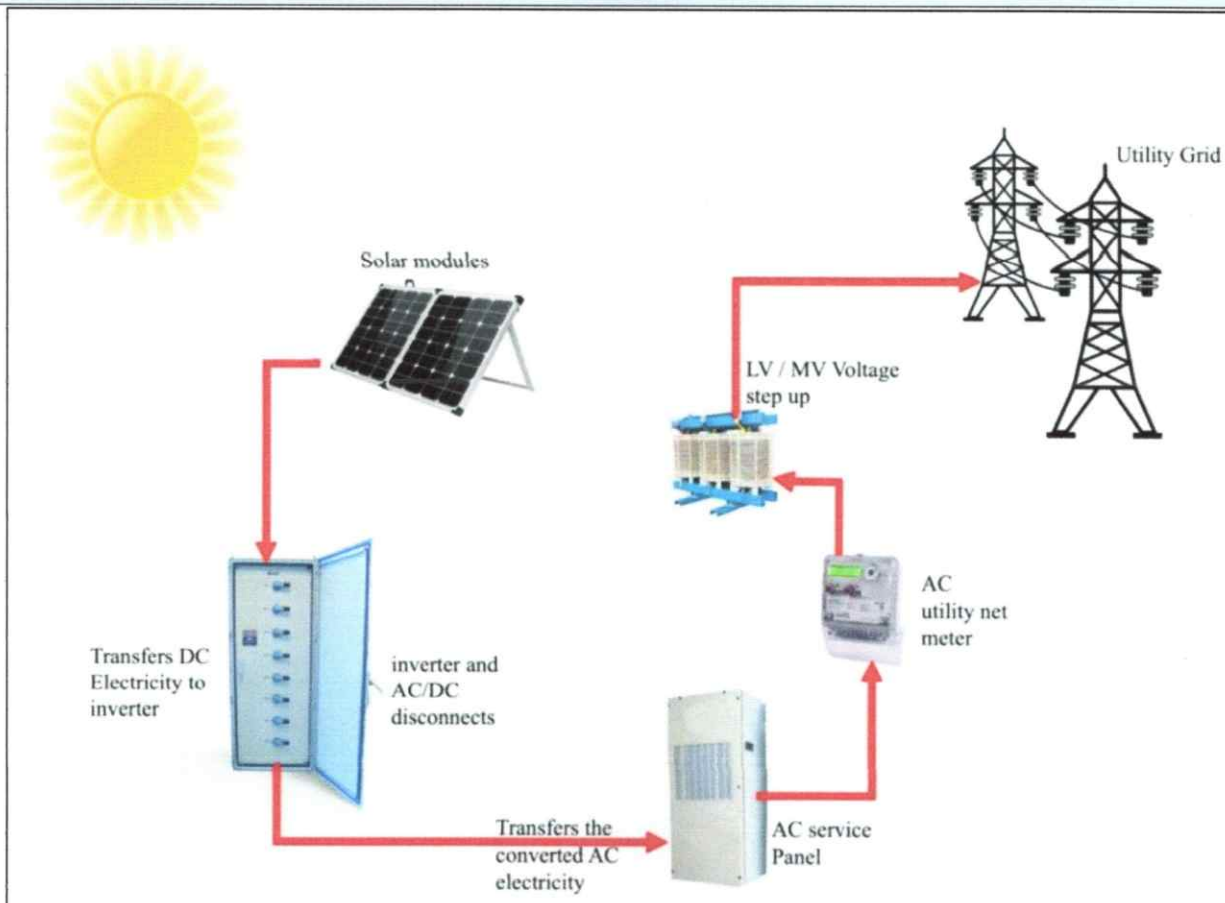 Utility Grid
Solar modules
LV / MV Voltage
step up
AC
utility net
meter
Transfers DC
Electricity to
inverter
inverter and
AC/DC
disconnects
Transfers the
converted AC
electricity
AC service
Panel